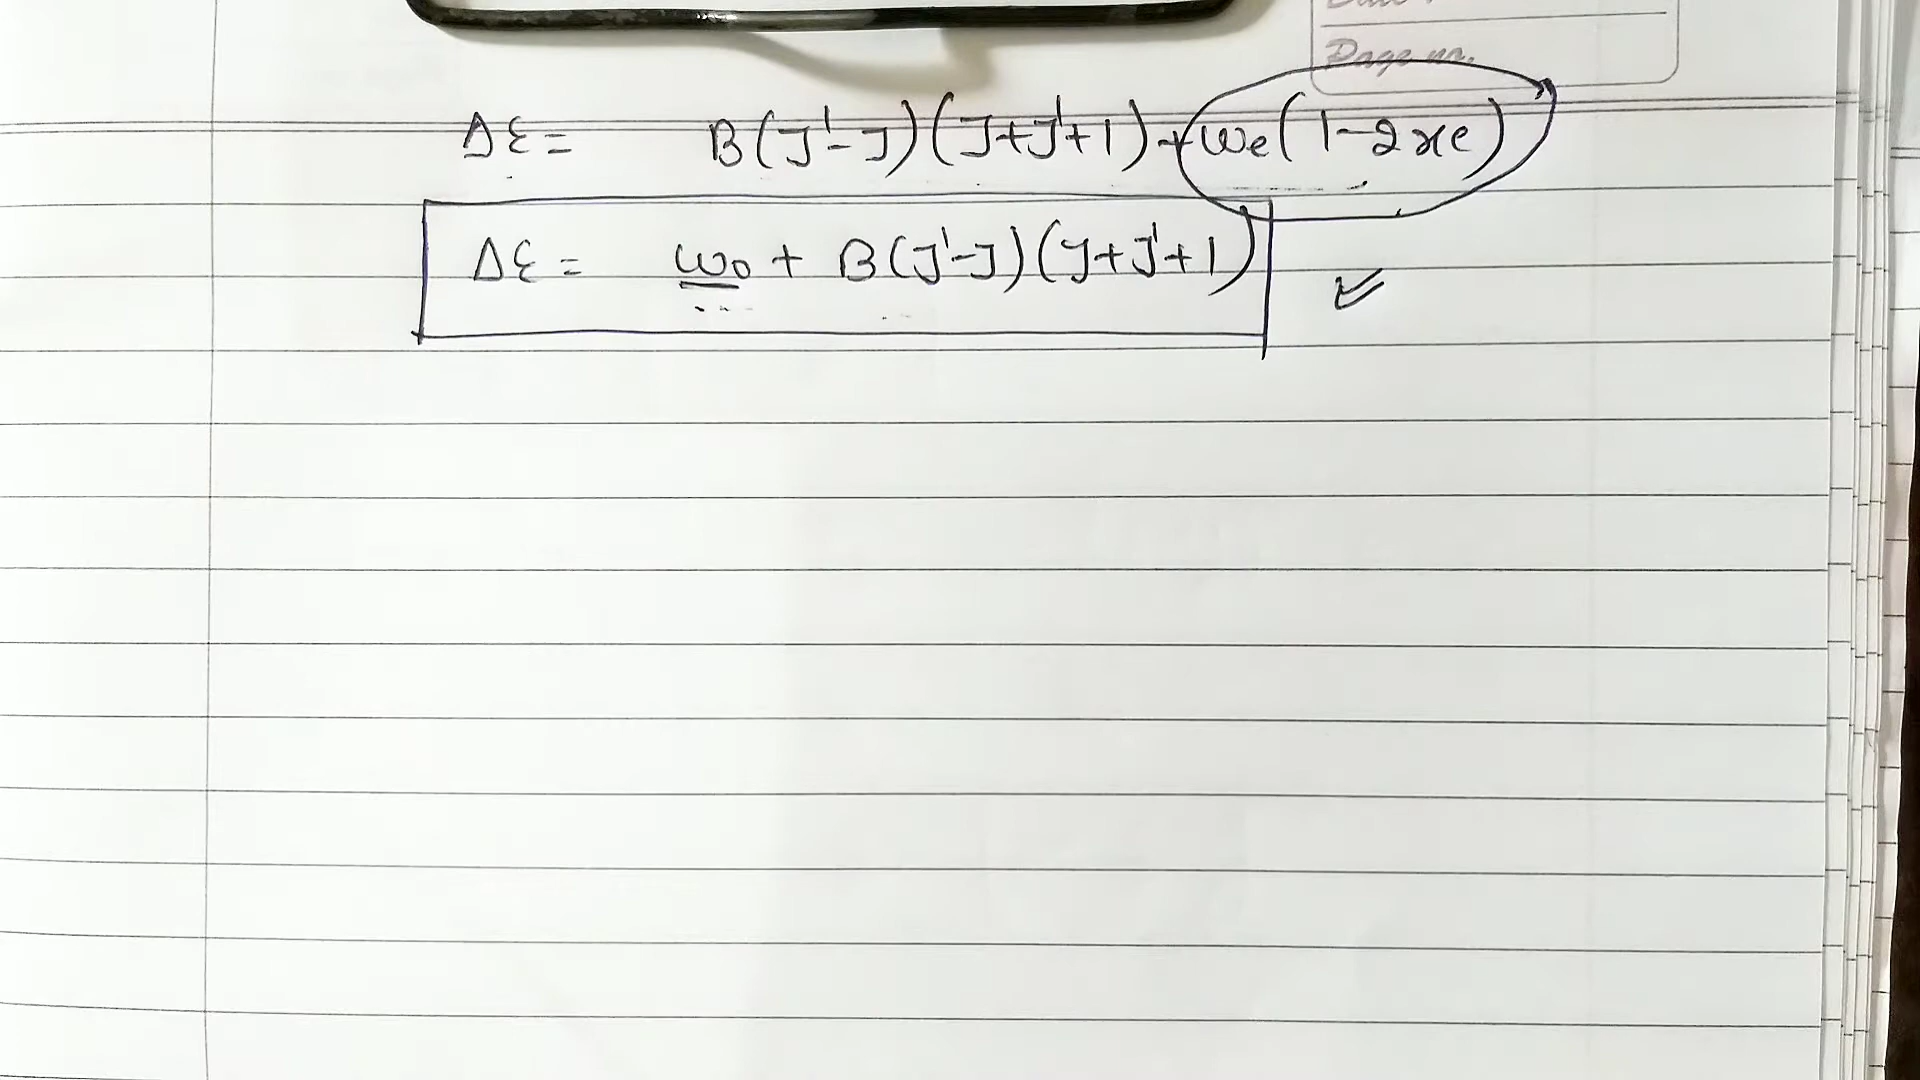 Page no.
Δε = B(J'-J)(J+J'+1) + ωe(1-2xe)
Δε = ω0 + B(J'-J)(J+J'+1)